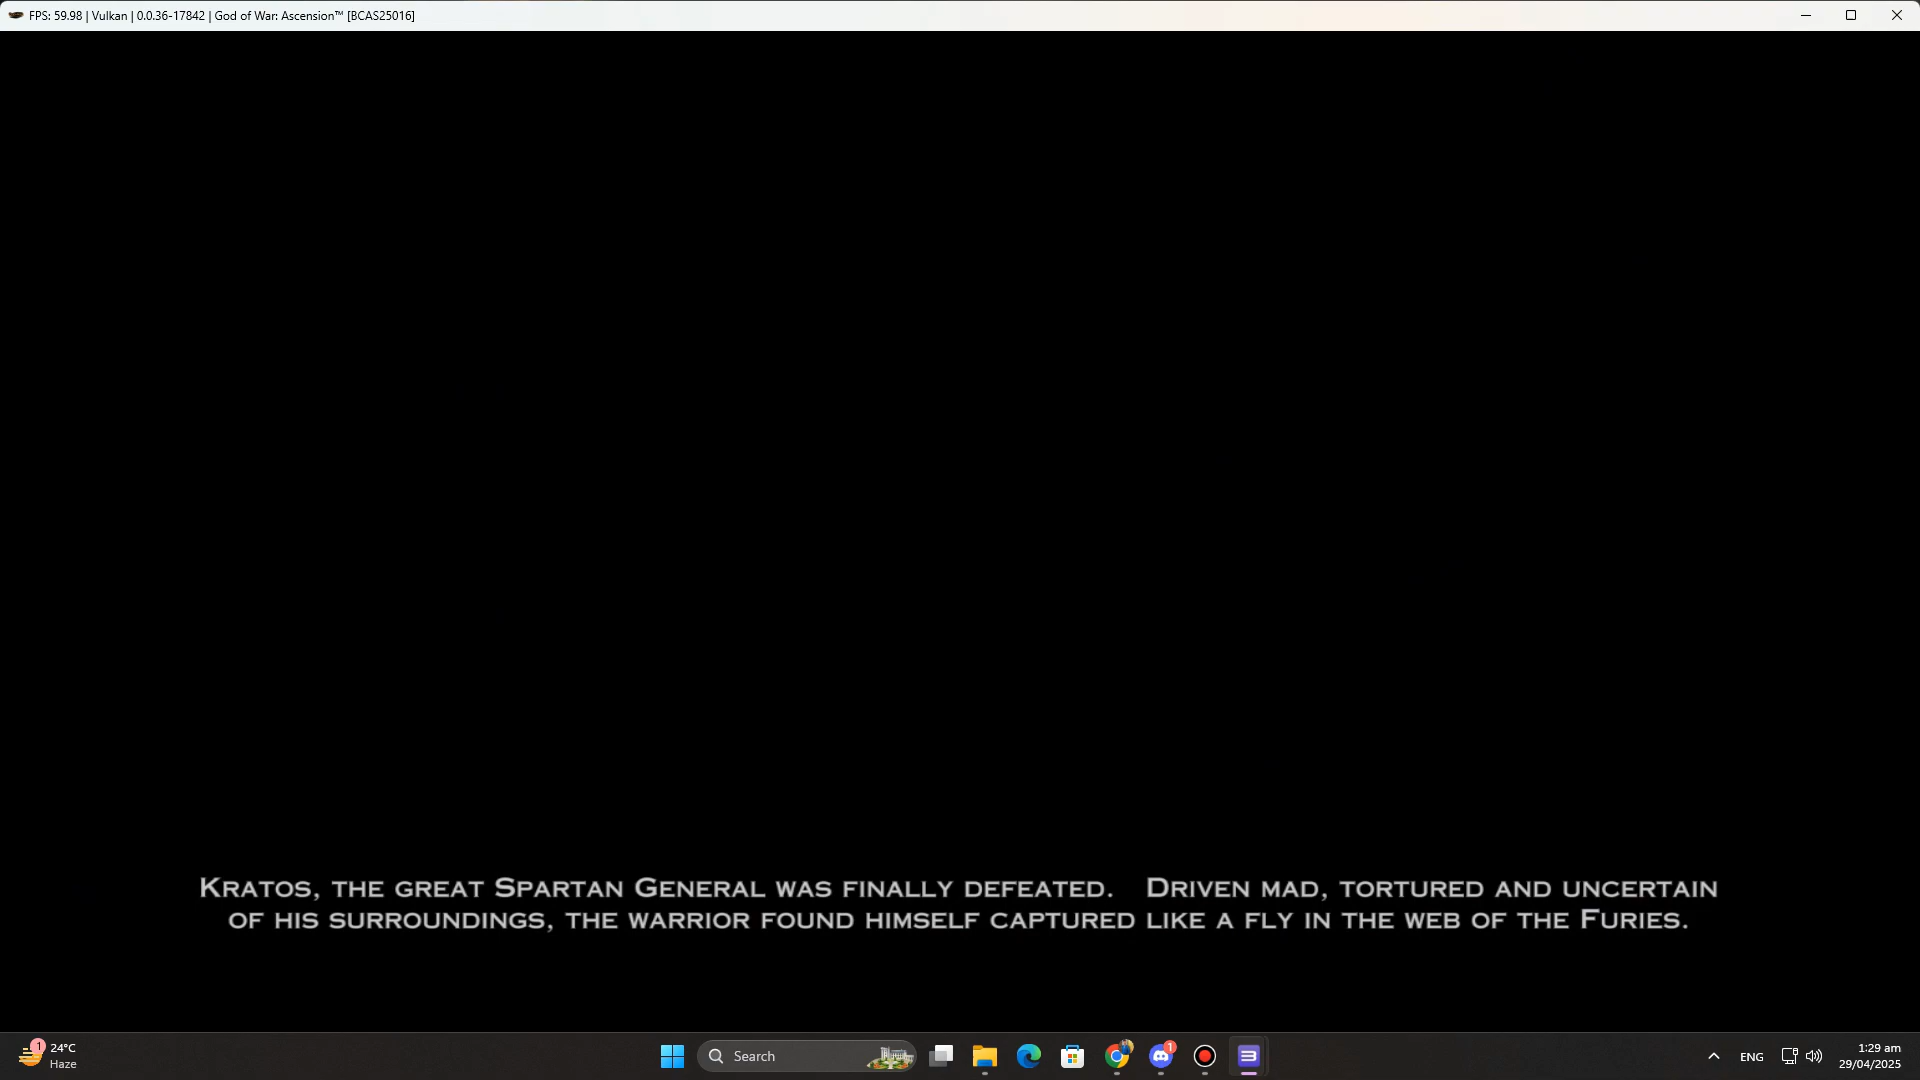 FPS: 59.98 | Vulkan | 0.0.36-17842 | God of War: Ascension™ [BCAS25016]
Kratos, the great Spartan General was finally defeated. Driven mad, tortured and uncertain
of his surroundings, the warrior found himself captured like a fly in the web of the Furies.
1
24°C
Haze
Search
1
ENG
1:29 am
29/04/2025